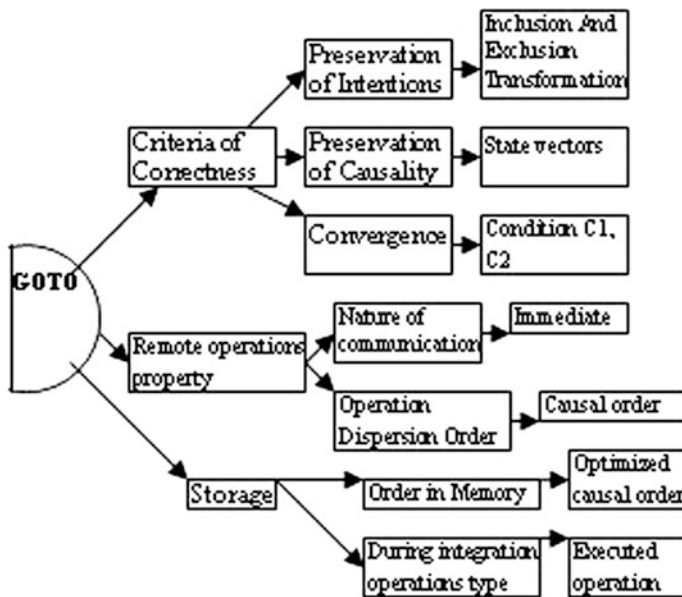 GOTO
Criteria of
Correctness
Preservation
of Intentions
Inclusion And
Exclusion
Transformation
Preservation
of Causality
State vectors
Convergence
Condition C1,
C2
Remote operations
property
Nature of
communication
Immediate
Operation
Dispersion Order
Causal order
Storage
Order in Memory
Optimized
causal order
During integration
operations type
Executed
operation